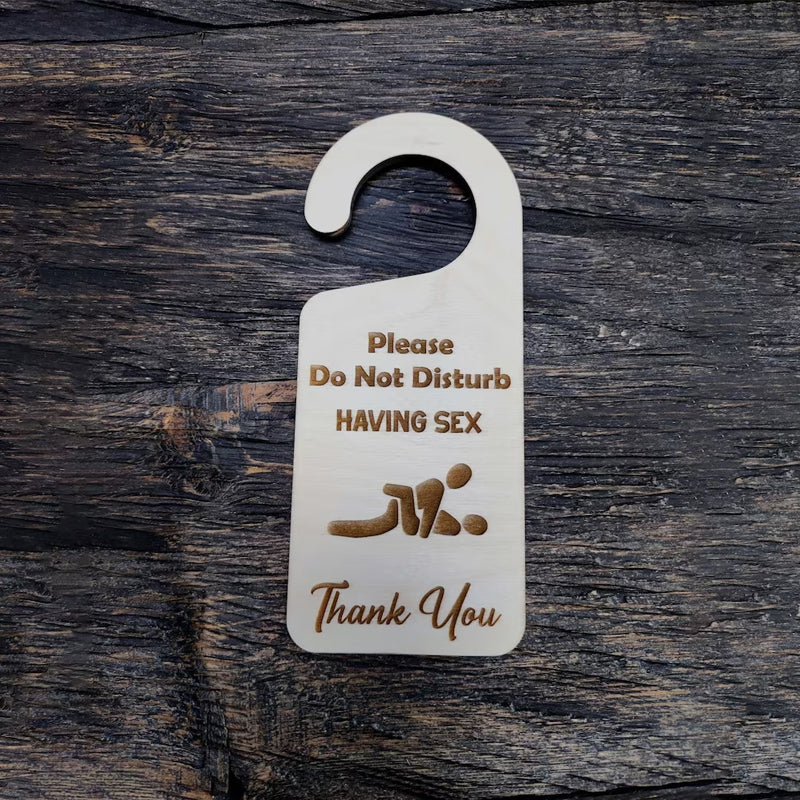 Please
Do Not Disturb
HAVING SEX
Thank You